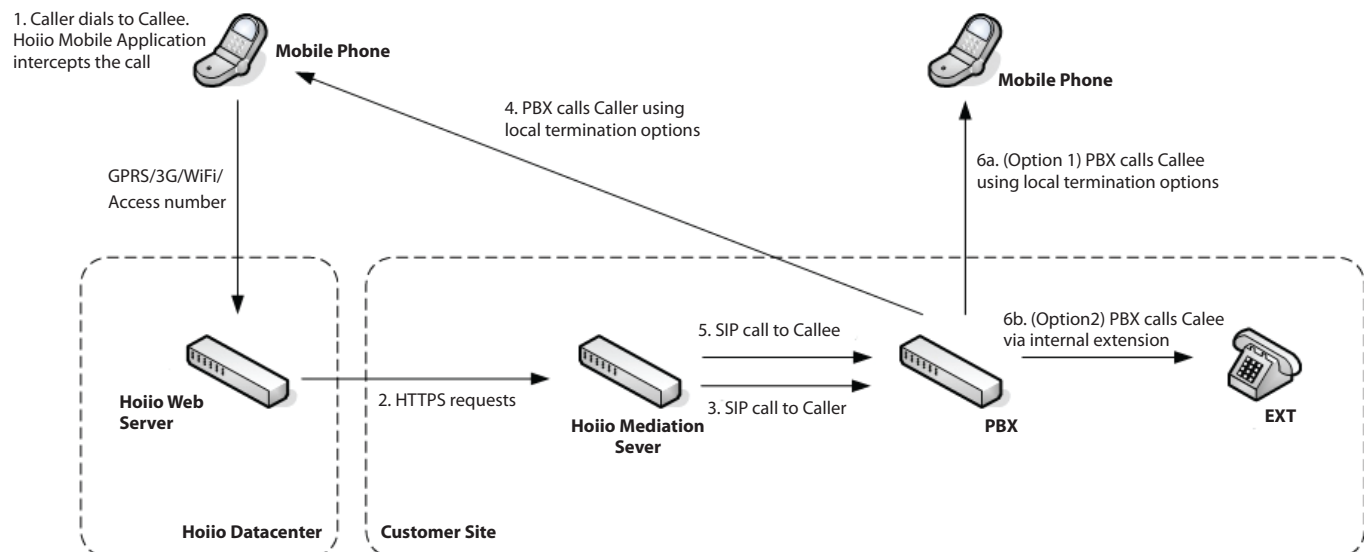 1. Caller dials to Callee.
Hoiio Mobile Application
intercepts the call
Mobile Phone
Mobile Phone
4. PBX calls Caller using
local termination options
6a. (Option 1) PBX calls Callee
using local termination options
GPRS/3G/WiFi/
Access number
5. SIP call to Callee
6b. (Option2) PBX calls Calee
via internal extension
2. HTTPS requests
3. SIP call to Caller
Hoiio Web
Server
Hoiio Mediation
Sever
PBX
EXT
Hoiio Datacenter
Customer Site